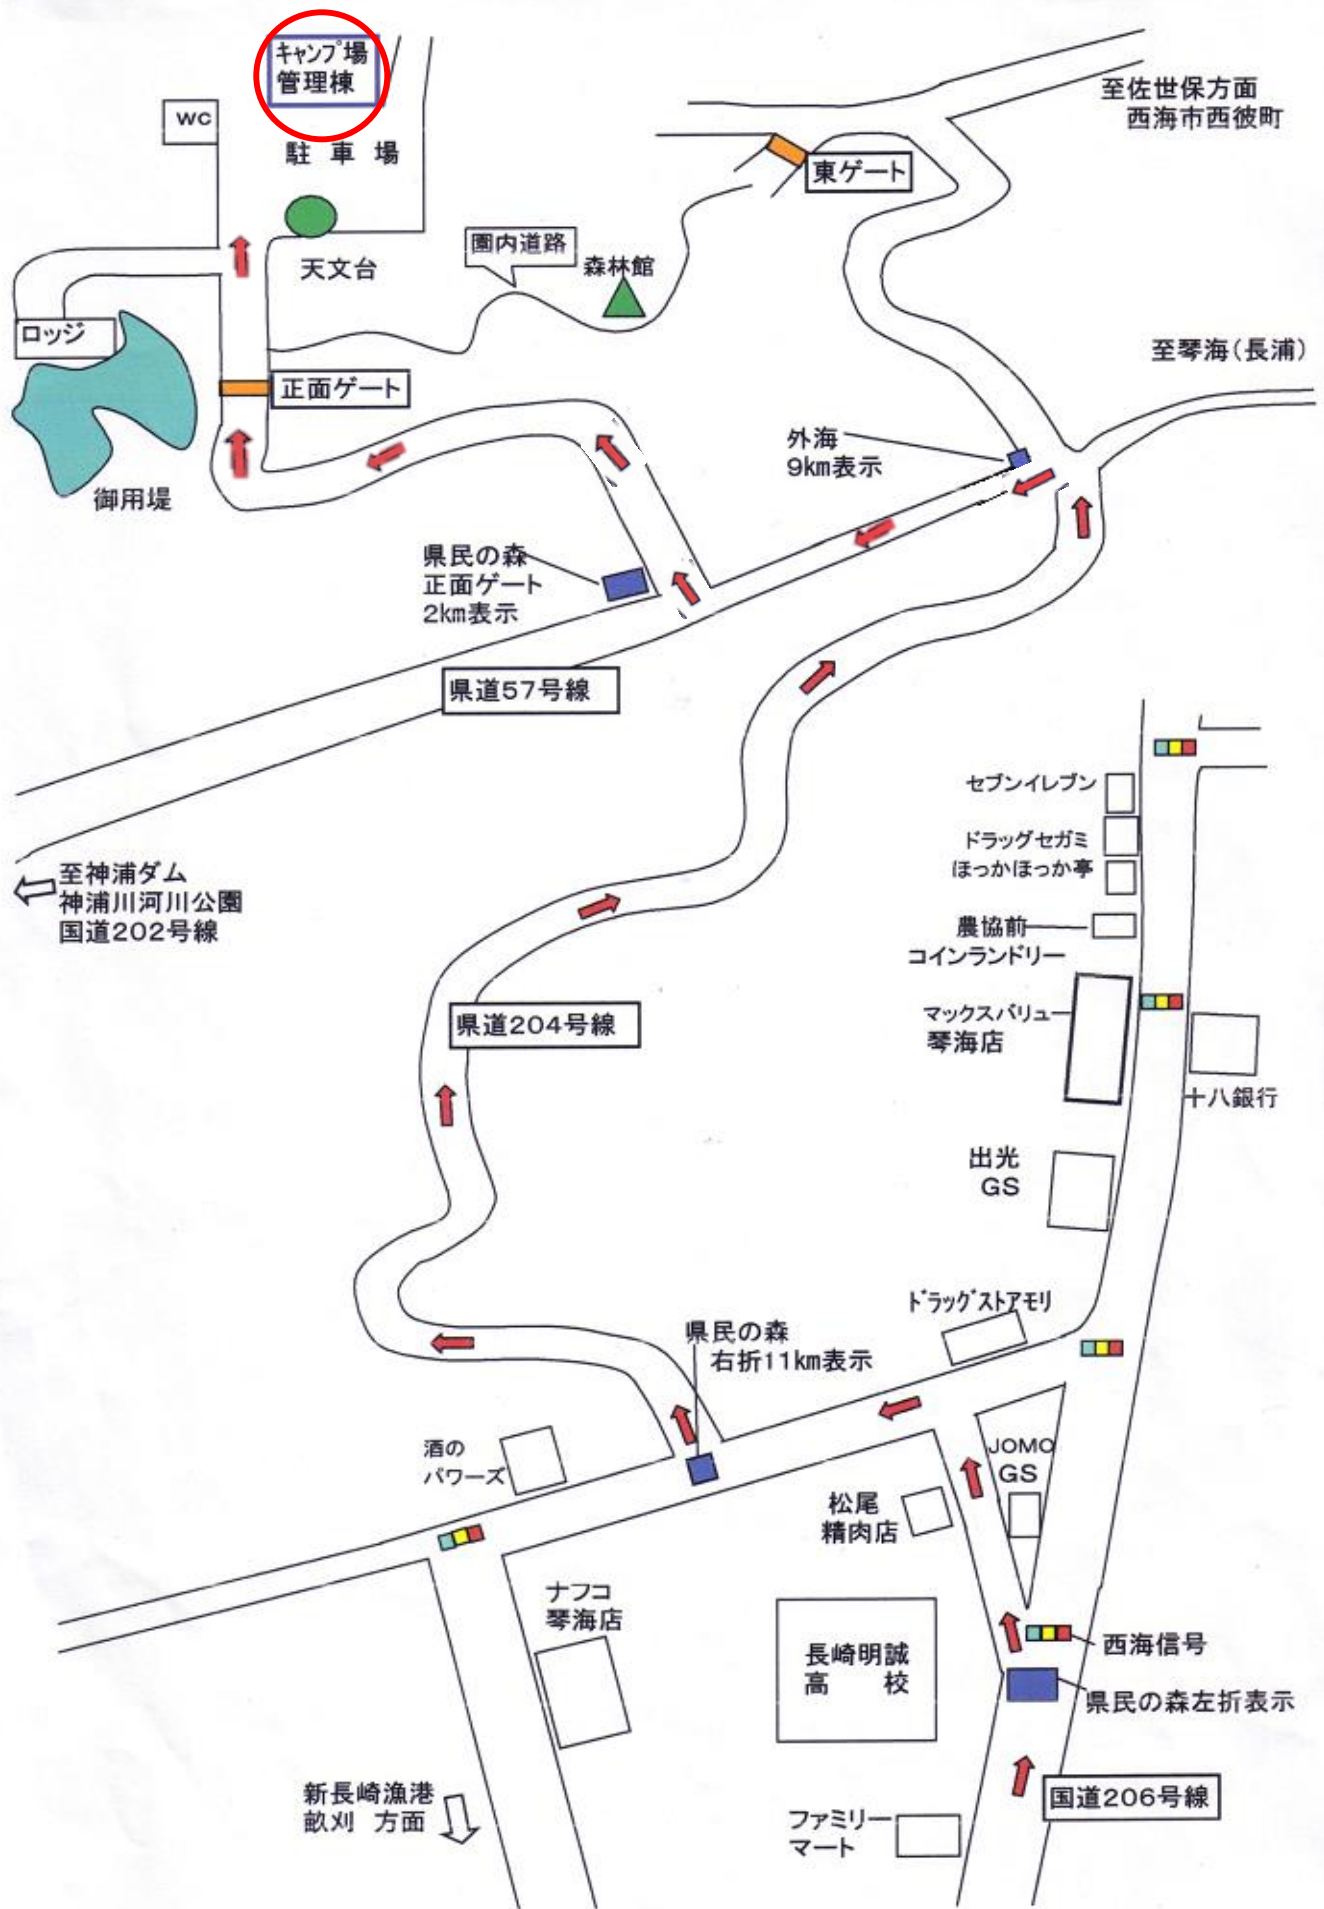 キャンプ場
管理棟
WC
駐車場
天文台
園内道路
森林館
東ゲート
至佐世保方面
西海市西彼町
ロッジ
正面ゲート
御用堤
至琴海(長浦)
外海
9km表示
県民の森
正面ゲート
2km表示
県道57号線
至神浦ダム
神浦川河川公園
国道202号線
セブンイレブン
ドラッグセガミ
ほっかほっか亭
農協前
コインランドリー
マックスバリュー
琴海店
十八銀行
県道204号線
出光
GS
ドラッグストアモリ
県民の森
右折11km表示
酒の
パワーズ
JOMO
GS
松尾
精肉店
ナフコ
琴海店
長崎明誠
高校
西海信号
県民の森左折表示
国道206号線
新長崎漁港
畝刈 方面
ファミリー
マート